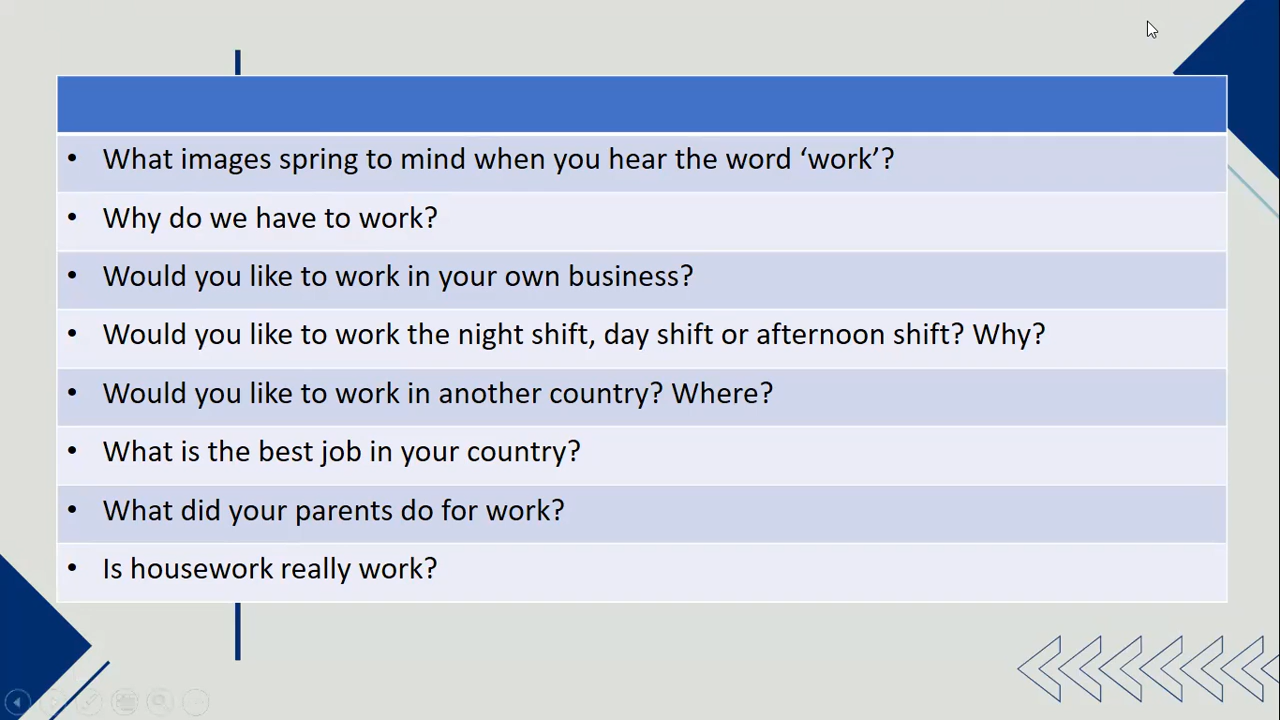 • What images spring to mind when you hear the word ‘work’?
• Why do we have to work?
• Would you like to work in your own business?
• Would you like to work the night shift, day shift or afternoon shift? Why?
• Would you like to work in another country? Where?
• What is the best job in your country?
• What did your parents do for work?
• Is housework really work?